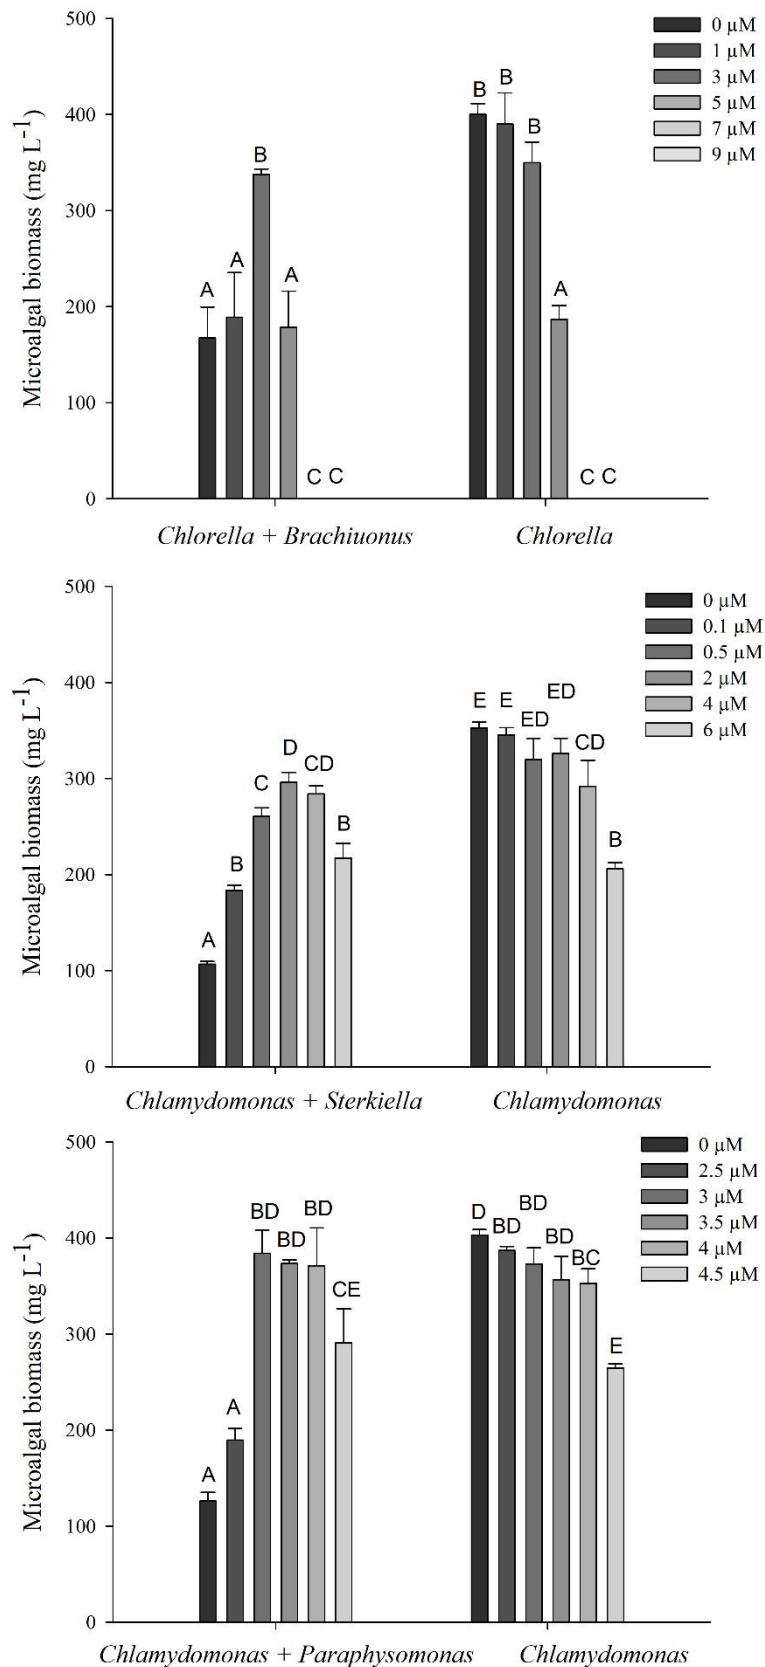 500
400
300
200
100
0
Microalgal biomass (mg L-1)
0 µM
1 µM
3 µM
5 µM
7 µM
9 µM
A A B A C C
B B B A C C
Chlorella + Brachiuonus Chlorella
500
400
300
200
100
0
Microalgal biomass (mg L-1)
0 µM
0.1 µM
0.5 µM
2 µM
4 µM
6 µM
A B C D CD B
E E ED ED CD B
Chlamydomonas + Sterkiella Chlamydomonas
500
400
300
200
100
0
Microalgal biomass (mg L-1)
0 µM
2.5 µM
3 µM
3.5 µM
4 µM
4.5 µM
A A BD BD BD CE
D BD BD BD BC E
Chlamydomonas + Paraphysomonas Chlamydomonas